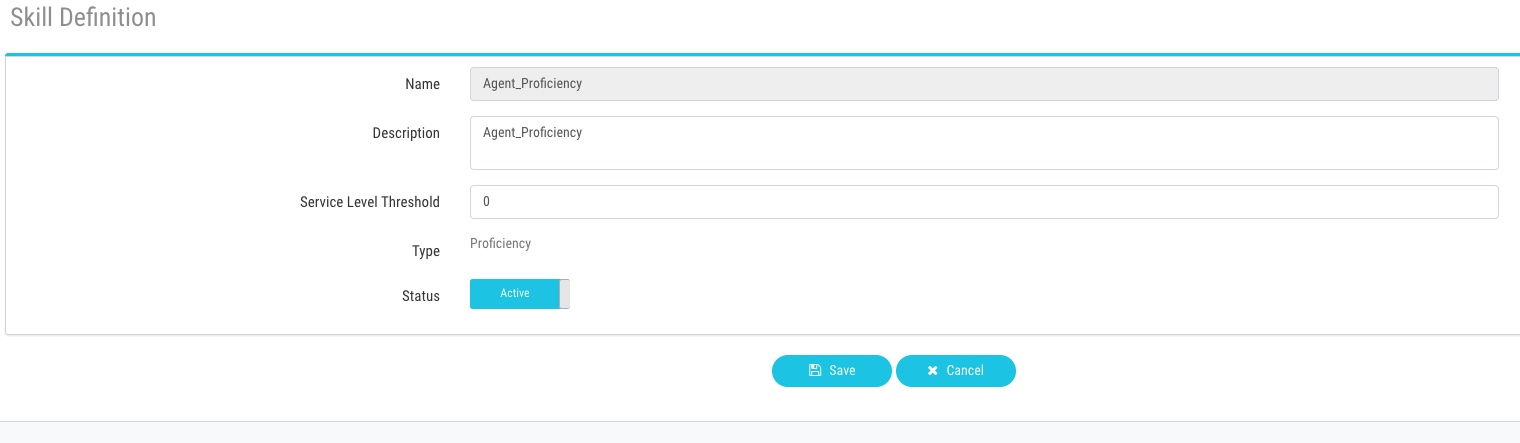 Skill Definition
Name
Agent_Proficiency
Description
Agent_Proficiency
Service Level Threshold
0
Type
Proficiency
Status
Active
Save
Cancel